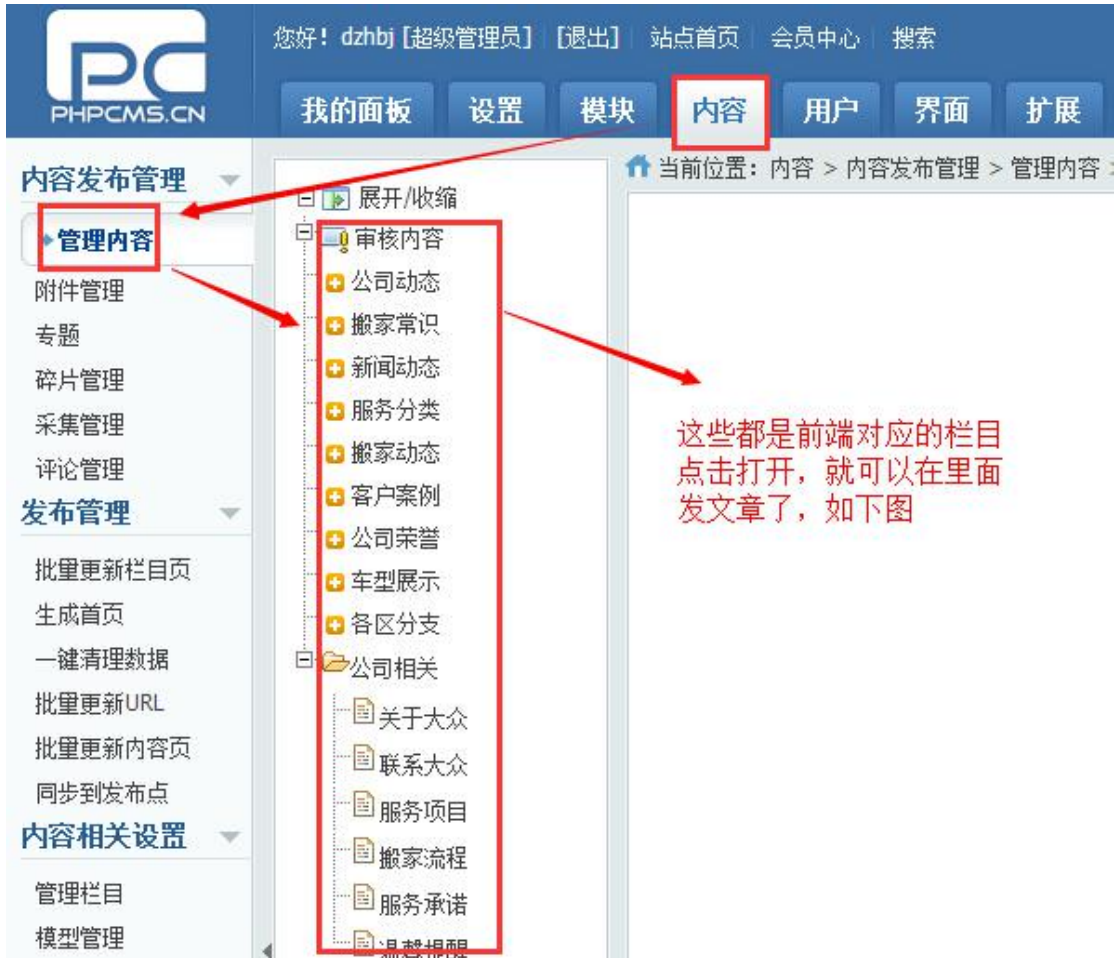 您好！dzhbj [超级管理员] [退出] 站点首页 会员中心 搜索
PC
PHPCMS.CN
我的面板 设置 模块 内容 用户 界面 扩展
当前位置：内容 > 内容发布管理 > 管理内容 >
内容发布管理
管理内容
附件管理
专题
碎片管理
采集管理
评论管理
发布管理
批量更新栏目页
生成首页
一键清理数据
批量更新URL
批量更新内容页
同步到发布点
内容相关设置
管理栏目
模型管理
展开/收缩
审核内容
公司动态
搬家常识
新闻动态
服务分类
搬家动态
客户案例
公司荣誉
车型展示
各区分支
公司相关
关于大众
联系大众
服务项目
搬家流程
服务承诺
温馨提醒
这些都是前端对应的栏目
点击打开，就可以在里面
发文章了，如下图